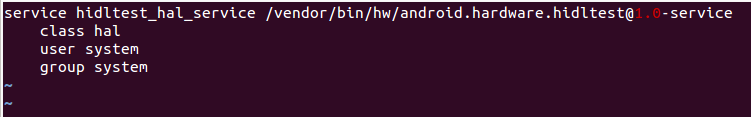 service hidltest_hal_service /vendor/bin/hw/android.hardware.hidltest@1.0-service
class hal
user system
group system
~
~